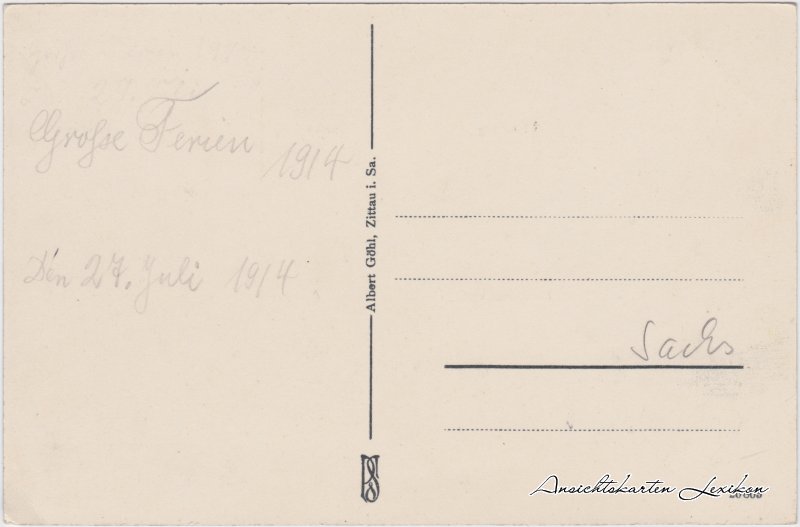 Grosse Ferien 1914
Den 27. Juli 1914
Albert Göhl, Zittau i. Sa.
Sachs
Ansichtskarten Lexikon